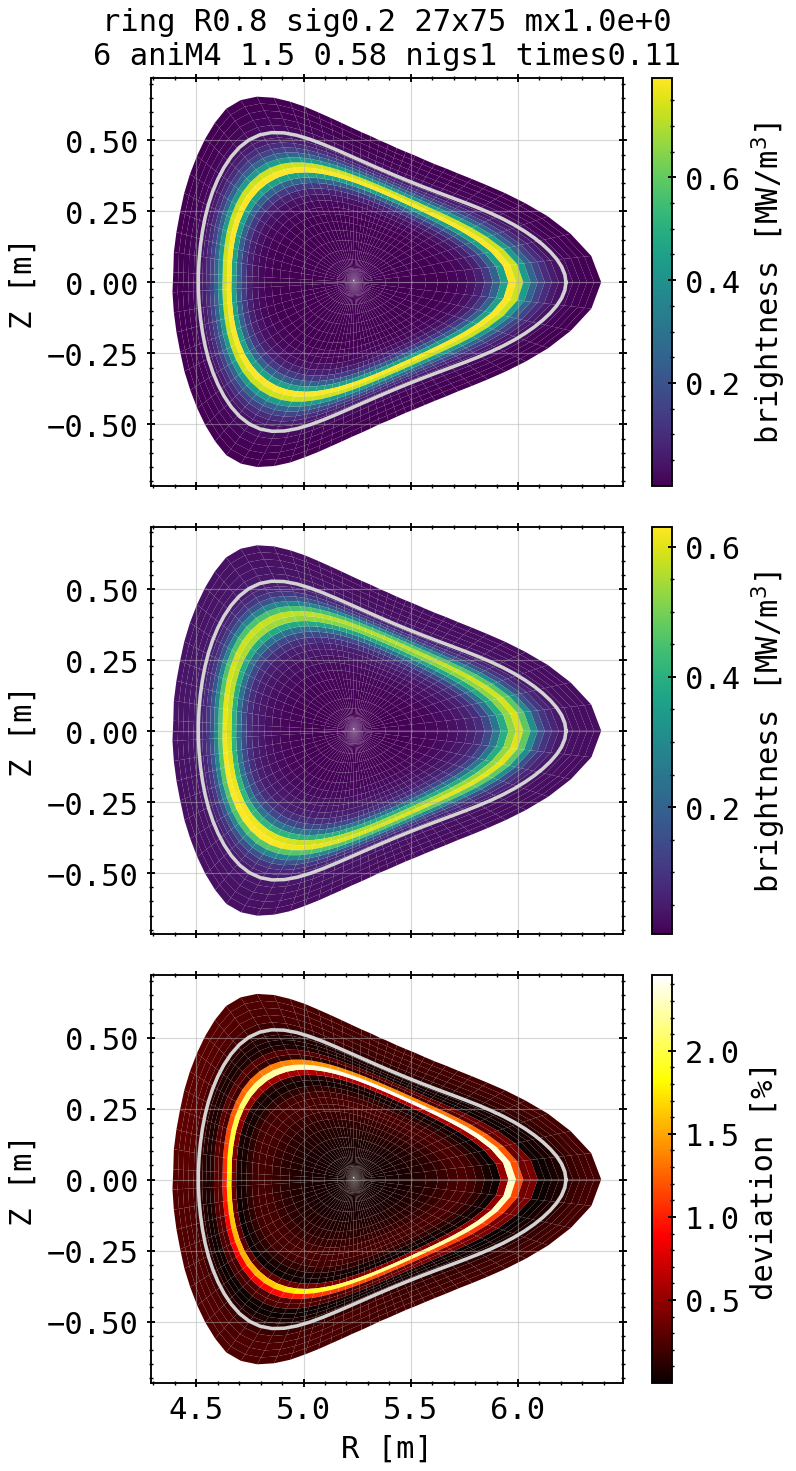 ring R0.8 sig0.2 27x75 mx1.0e+0
6 aniM4 1.5 0.58 nigs1 times0.11
0.50
0.25
0.00
−0.25
−0.50
Z [m]
0.6
0.4
0.2
brightness [MW/m³]
0.50
0.25
0.00
−0.25
−0.50
Z [m]
0.6
0.4
0.2
brightness [MW/m³]
0.50
0.25
0.00
−0.25
−0.50
Z [m]
2.0
1.5
1.0
0.5
deviation [%]
4.5 5.0 5.5 6.0
R [m]